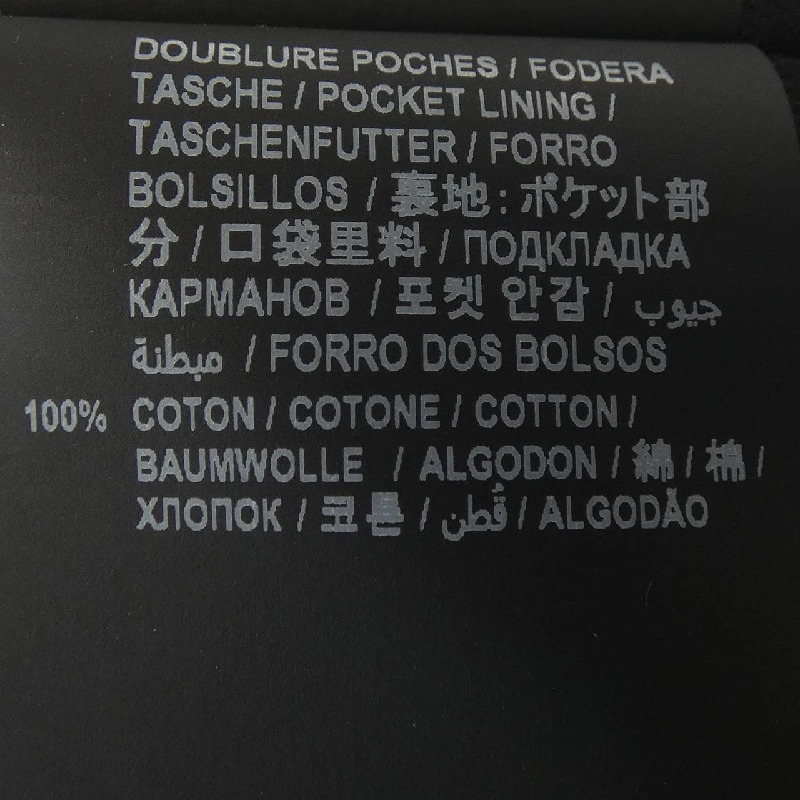 DOUBLURE POCHES / FODERA
TASCHE / POCKET LINING /
TASCHENFUTTER / FORRO
BOLSILLOS / 裏地:ポケット部
分 / 口袋里料 / ПОДКЛАДКА
КАРМАНОВ / 포켓 안감 / جيوب
مبطنة / FORRO DOS BOLSOS
100% COTON / COTONE / COTTON /
BAUMWOLLE / ALGODON / 綿 / 棉 /
ХЛОПОК / 코튼 / قُطن / ALGODÃO